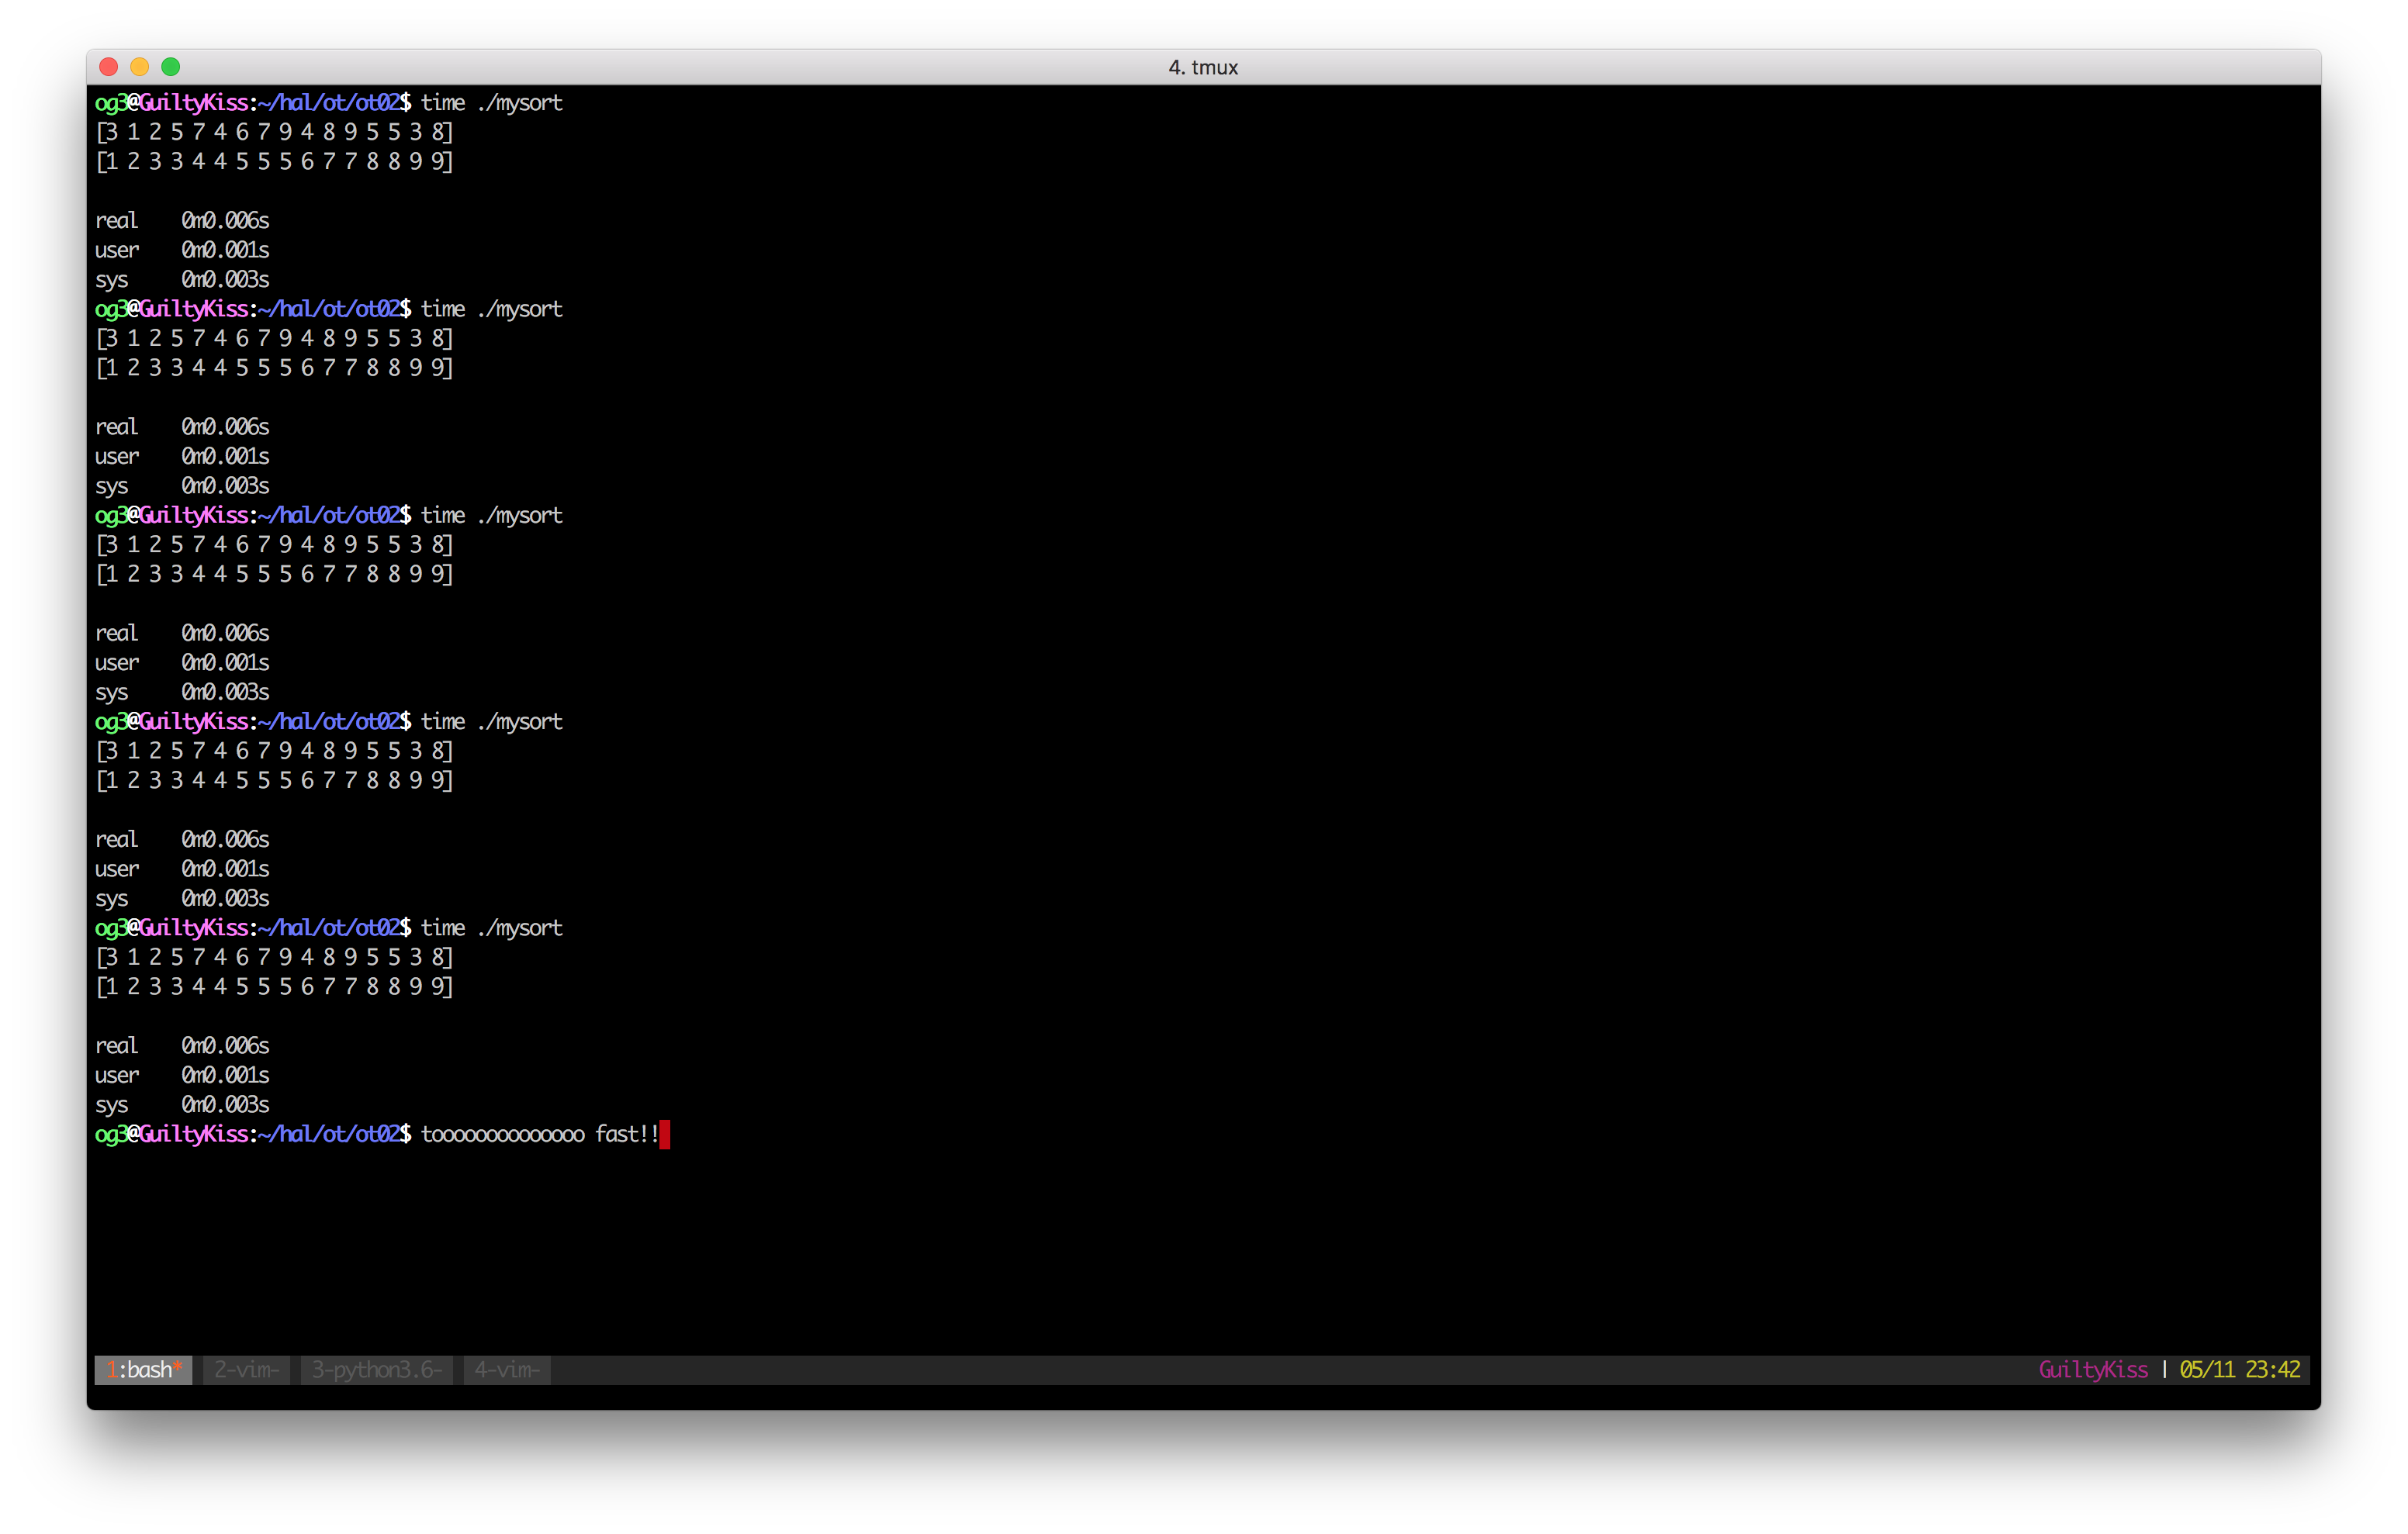 4. tmux
og3@GuiltyKiss:~/hal/ot/ot02$ time ./mysort
[3 1 2 5 7 4 6 7 9 4 8 9 5 5 3 8]
[1 2 3 3 4 4 5 5 5 6 7 7 8 8 9 9]
real 0m0.006s
user 0m0.001s
sys 0m0.003s
og3@GuiltyKiss:~/hal/ot/ot02$ time ./mysort
[3 1 2 5 7 4 6 7 9 4 8 9 5 5 3 8]
[1 2 3 3 4 4 5 5 5 6 7 7 8 8 9 9]
real 0m0.006s
user 0m0.001s
sys 0m0.003s
og3@GuiltyKiss:~/hal/ot/ot02$ time ./mysort
[3 1 2 5 7 4 6 7 9 4 8 9 5 5 3 8]
[1 2 3 3 4 4 5 5 5 6 7 7 8 8 9 9]
real 0m0.006s
user 0m0.001s
sys 0m0.003s
og3@GuiltyKiss:~/hal/ot/ot02$ time ./mysort
[3 1 2 5 7 4 6 7 9 4 8 9 5 5 3 8]
[1 2 3 3 4 4 5 5 5 6 7 7 8 8 9 9]
real 0m0.006s
user 0m0.001s
sys 0m0.003s
og3@GuiltyKiss:~/hal/ot/ot02$ time ./mysort
[3 1 2 5 7 4 6 7 9 4 8 9 5 5 3 8]
[1 2 3 3 4 4 5 5 5 6 7 7 8 8 9 9]
real 0m0.006s
user 0m0.001s
sys 0m0.003s
og3@GuiltyKiss:~/hal/ot/ot02$ toooooooooooooo fast!!
1:bash* 2-vim- 3-python3.6- 4-vim- GuiltyKiss | 05/11 23:42